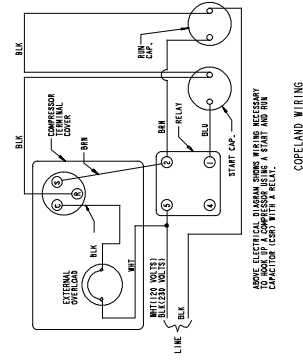 BLK
RUN
CAP.
COPELAND WIRING
COMPRESSOR
TERMINAL
COVER
BLK
BRN
BRN
RELAY
BLU
START CAP.
ABOVE ELECTRICAL DIAGRAM SHOWS WIRING NECESSARY
TO HOOK UP A COMPRESSOR USING A START AND RUN
CAPACITOR (CSR) WITH A RELAY.
S
R
C
2
1
5
4
BLK
WHT
EXTERNAL
OVERLOAD
WHT(120 VOLTS)
BLK(230 VOLTS)
BLK
LINE